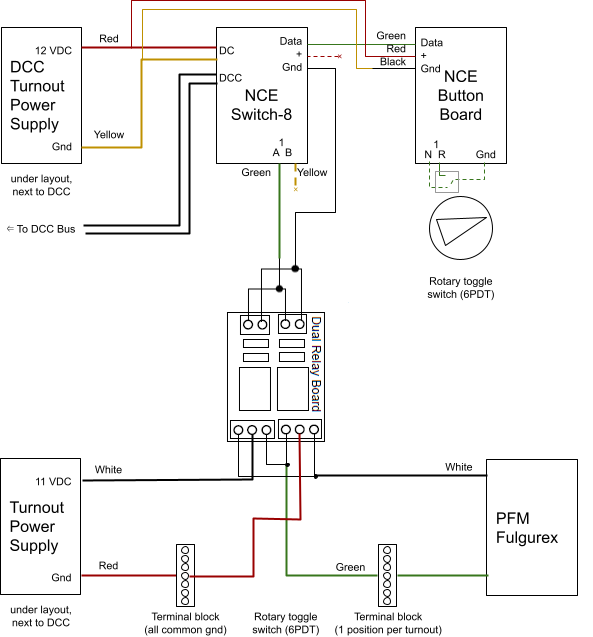 Red
12 VDC
DCC
Turnout
Power
Supply
Gnd
Yellow
under layout,
next to DCC
⇐ To DCC Bus
DC
DCC
Data
+
Gnd
NCE
Switch-8
1
A B
Green
Yellow
Green
Red
Black
Data
+
Gnd
NCE
Button
Board
1
N R
Gnd
Rotary toggle
switch (6PDT)
Dual Relay Board
11 VDC
White
Turnout
Power
Supply
Gnd
Red
under layout,
next to DCC
Terminal block
(all common gnd)
Rotary toggle
switch (6PDT)
Green
Terminal block
(1 position per turnout)
White
PFM
Fulgurex